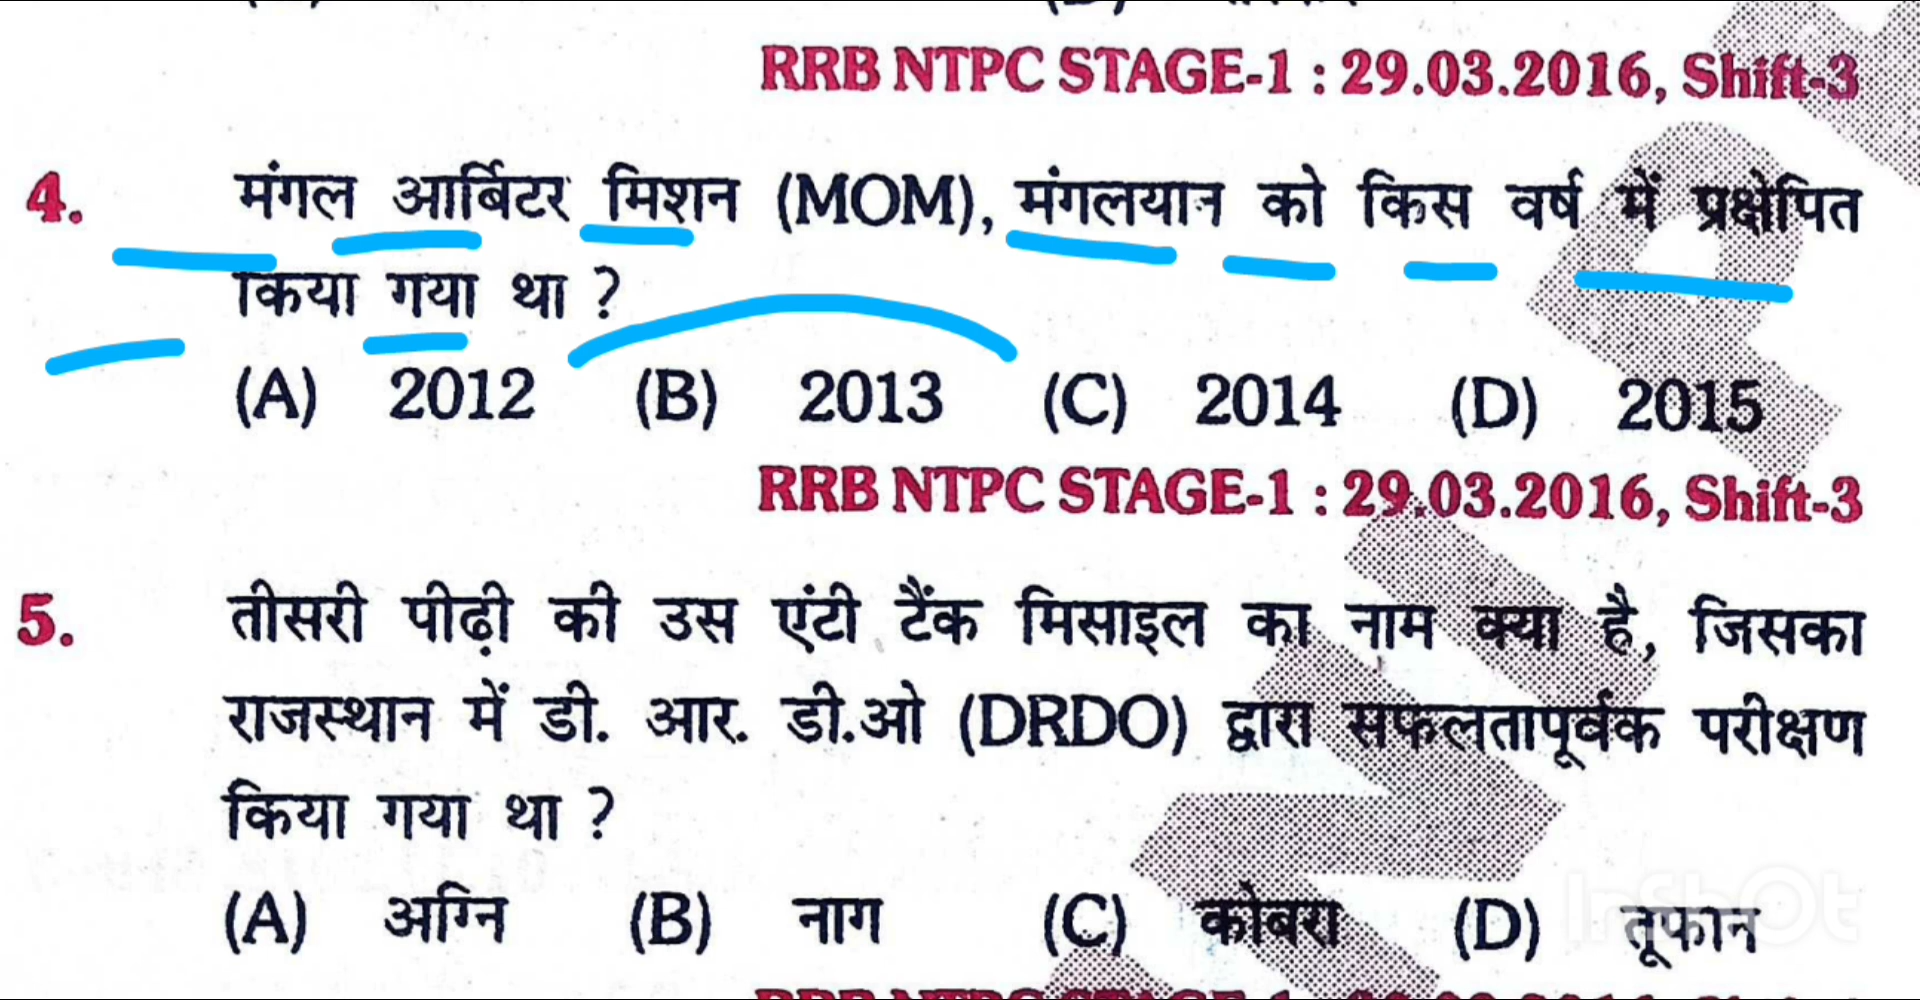 RRB NTPC STAGE-1 : 29.03.2016, Shift-3
4. मंगल आर्बिटर मिशन (MOM), मंगलयान को किस वर्ष में प्रक्षेपित
किया गया था ?
(A) 2012 (B) 2013 (C) 2014 (D) 2015
RRB NTPC STAGE-1 : 29.03.2016, Shift-3
5. तीसरी पीढ़ी की उस एंटी टैंक मिसाइल का नाम क्या है, जिसका
राजस्थान में डी. आर. डी.ओ (DRDO) द्वारा सफलतापूर्वक परीक्षण
किया गया था ?
(A) अग्नि (B) नाग (C) कोबरा (D) तूफान
InShOt